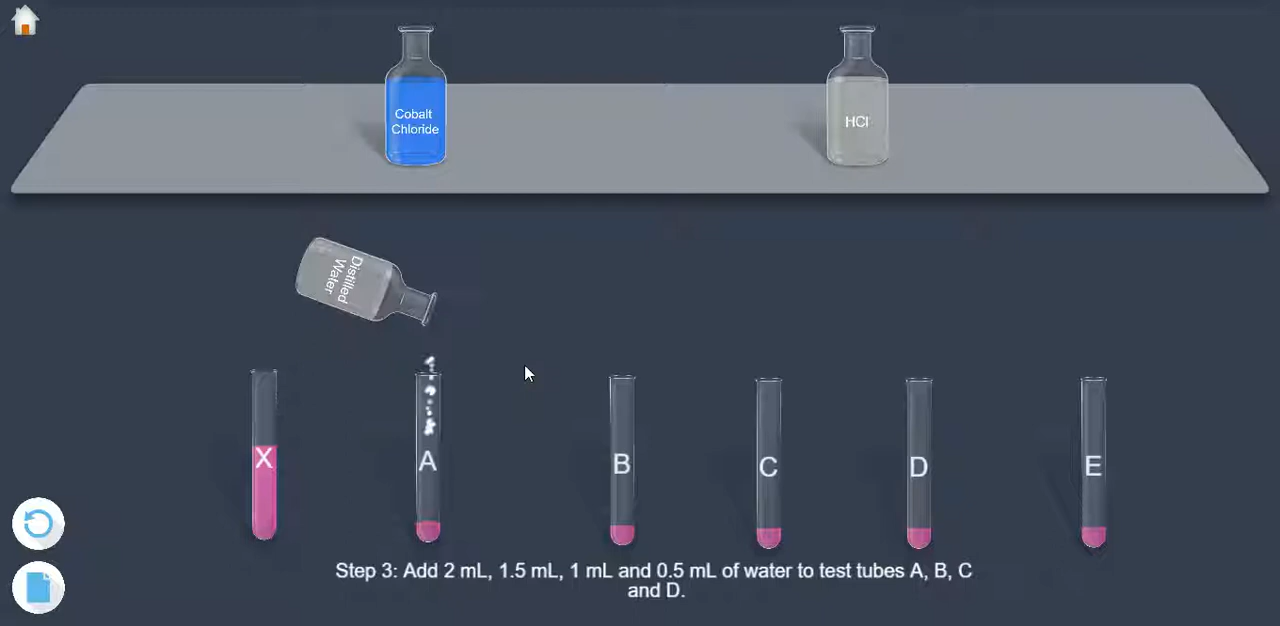 Cobalt
Chloride
HCl
Distilled
Water
X
A
B
C
D
E
Step 3: Add 2 mL, 1.5 mL, 1 mL and 0.5 mL of water to test tubes A, B, C
and D.